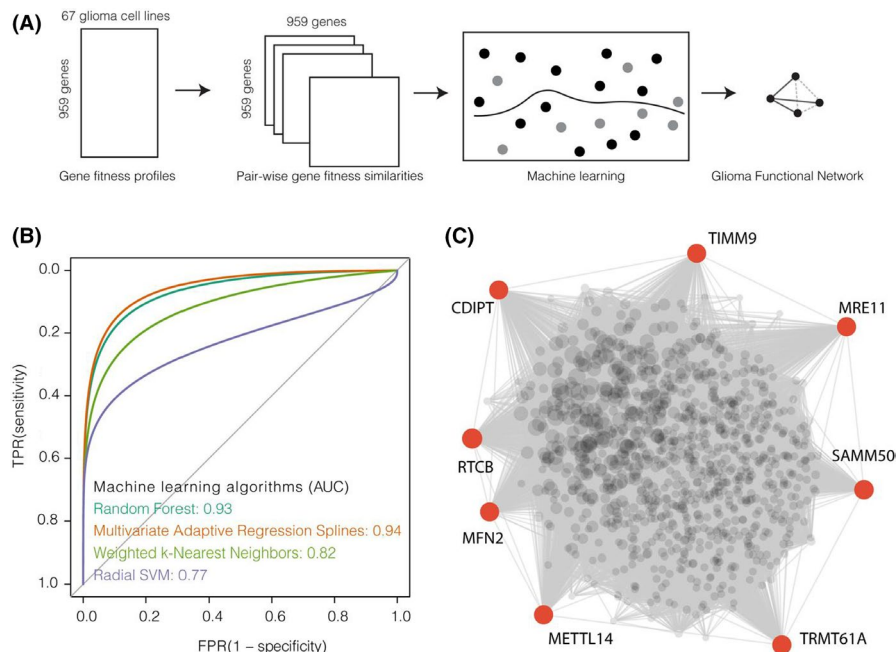 (A)
67 glioma cell lines
959 genes
Gene fitness profiles
959 genes
959 genes
Pair-wise gene fitness similarities
Machine learning
Glioma Functional Network
(B)
TPR(sensitivity)
0.0
0.2
0.4
0.6
0.8
1.0
Machine learning algorithms (AUC)
Random Forest: 0.93
Multivariate Adaptive Regression Splines: 0.94
Weighted k-Nearest Neighbors: 0.82
Radial SVM: 0.77
0.0 0.2 0.4 0.6 0.8 1.0
FPR(1 – specificity)
(C)
TIMM9
CDIPT
MRE11
RTCB
SAMM50
MFN2
METTL14
TRMT61A